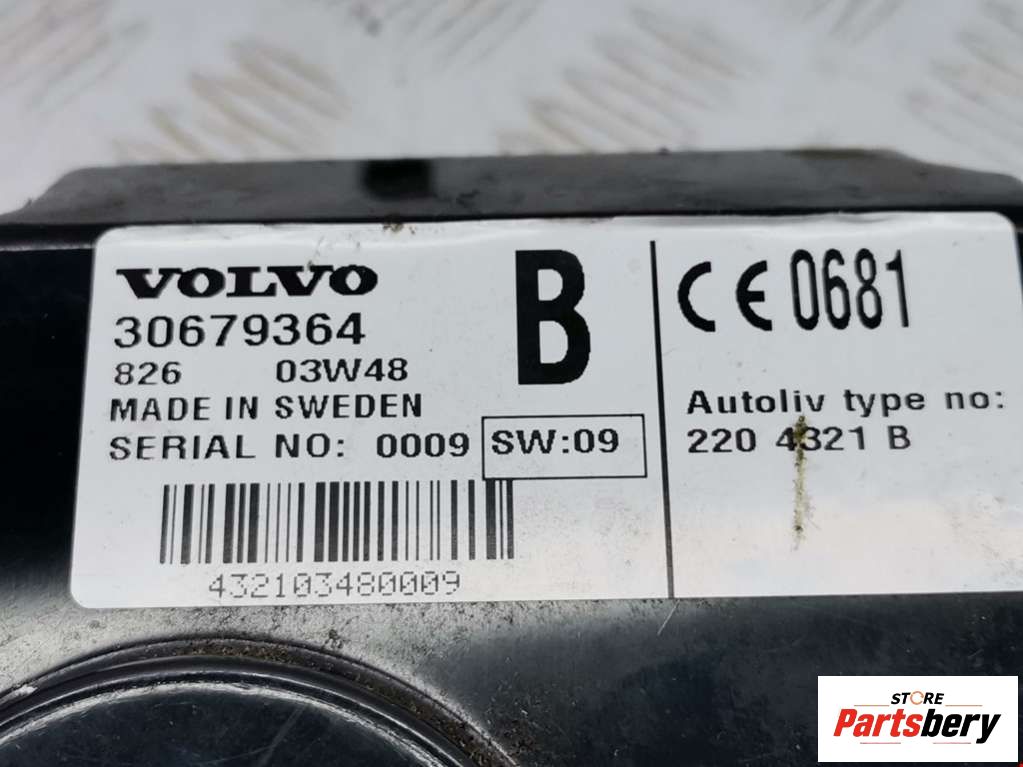 VOLVO
30679364
826 03W48
MADE IN SWEDEN
SERIAL NO: 0009
SW:09
432103480009
B
CE 0681
Autoliv type no:
220 4321 B
STORE
Partsbery